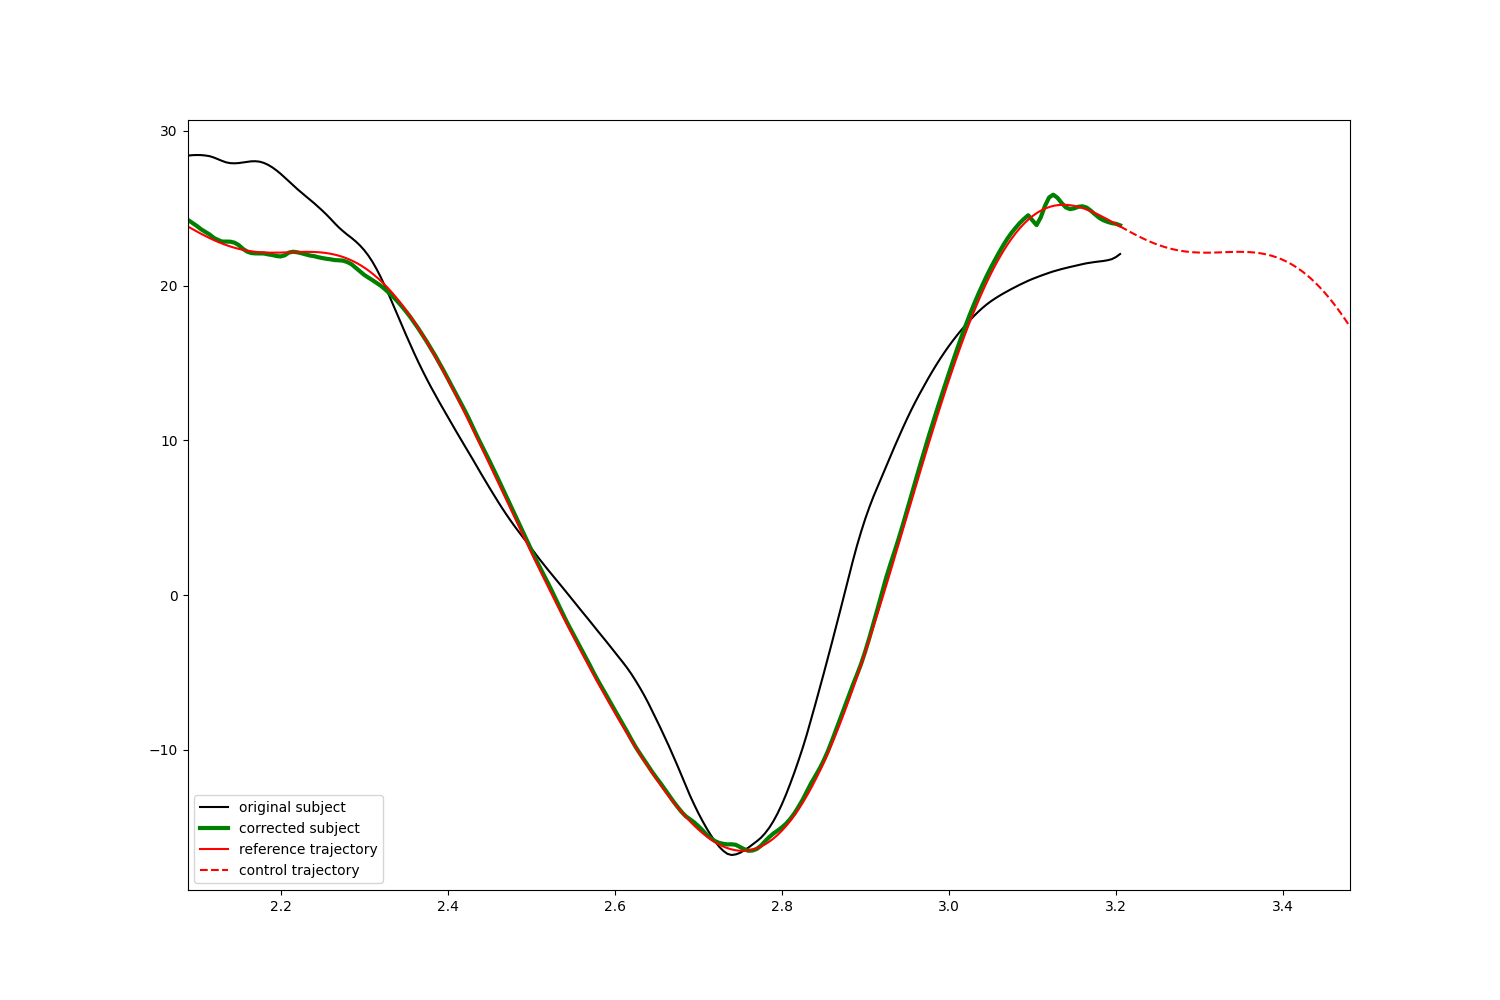 30
20
10
0
−10
original subject
corrected subject
reference trajectory
control trajectory
2.2 2.4 2.6 2.8 3.0 3.2 3.4